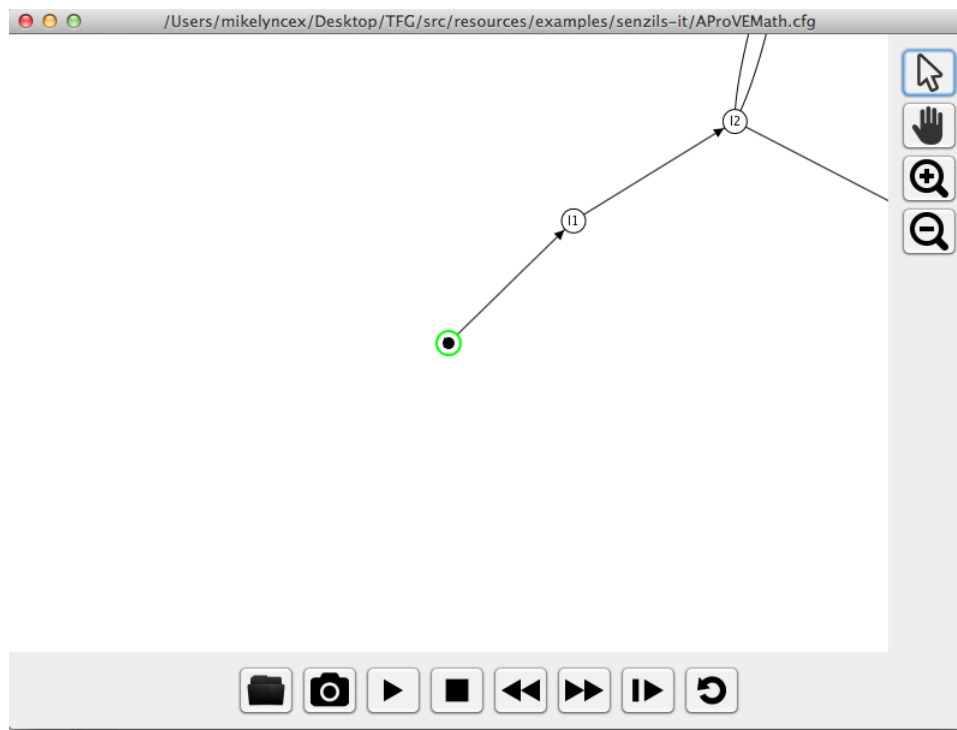 /Users/mikelyncex/Desktop/TFG/src/resources/examples/senzils-it/AProVEMath.cfg
l2
l1